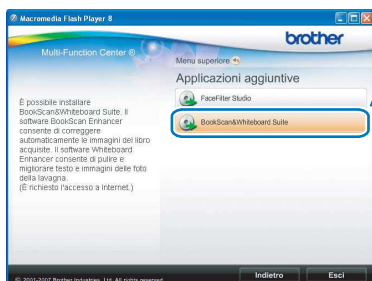 Macromedia Flash Player 8
brother
Multi-Function Center ®
Menu superiore
Applicazioni aggiuntive
FaceFilter Studio
BookScan&Whiteboard Suite
È possibile installare
BookScan&Whiteboard Suite. Il
software BookScan Enhancer
consente di correggere
automaticamente le immagini del libro
acquisite. Il software Whiteboard
Enhancer consente di pulire e
migliorare testo e immagini delle foto
della lavagna.
(È richiesto l'accesso a Internet.)
© 2001-2007 Brother Industries, Ltd. All rights reserved.
Indietro
Esci